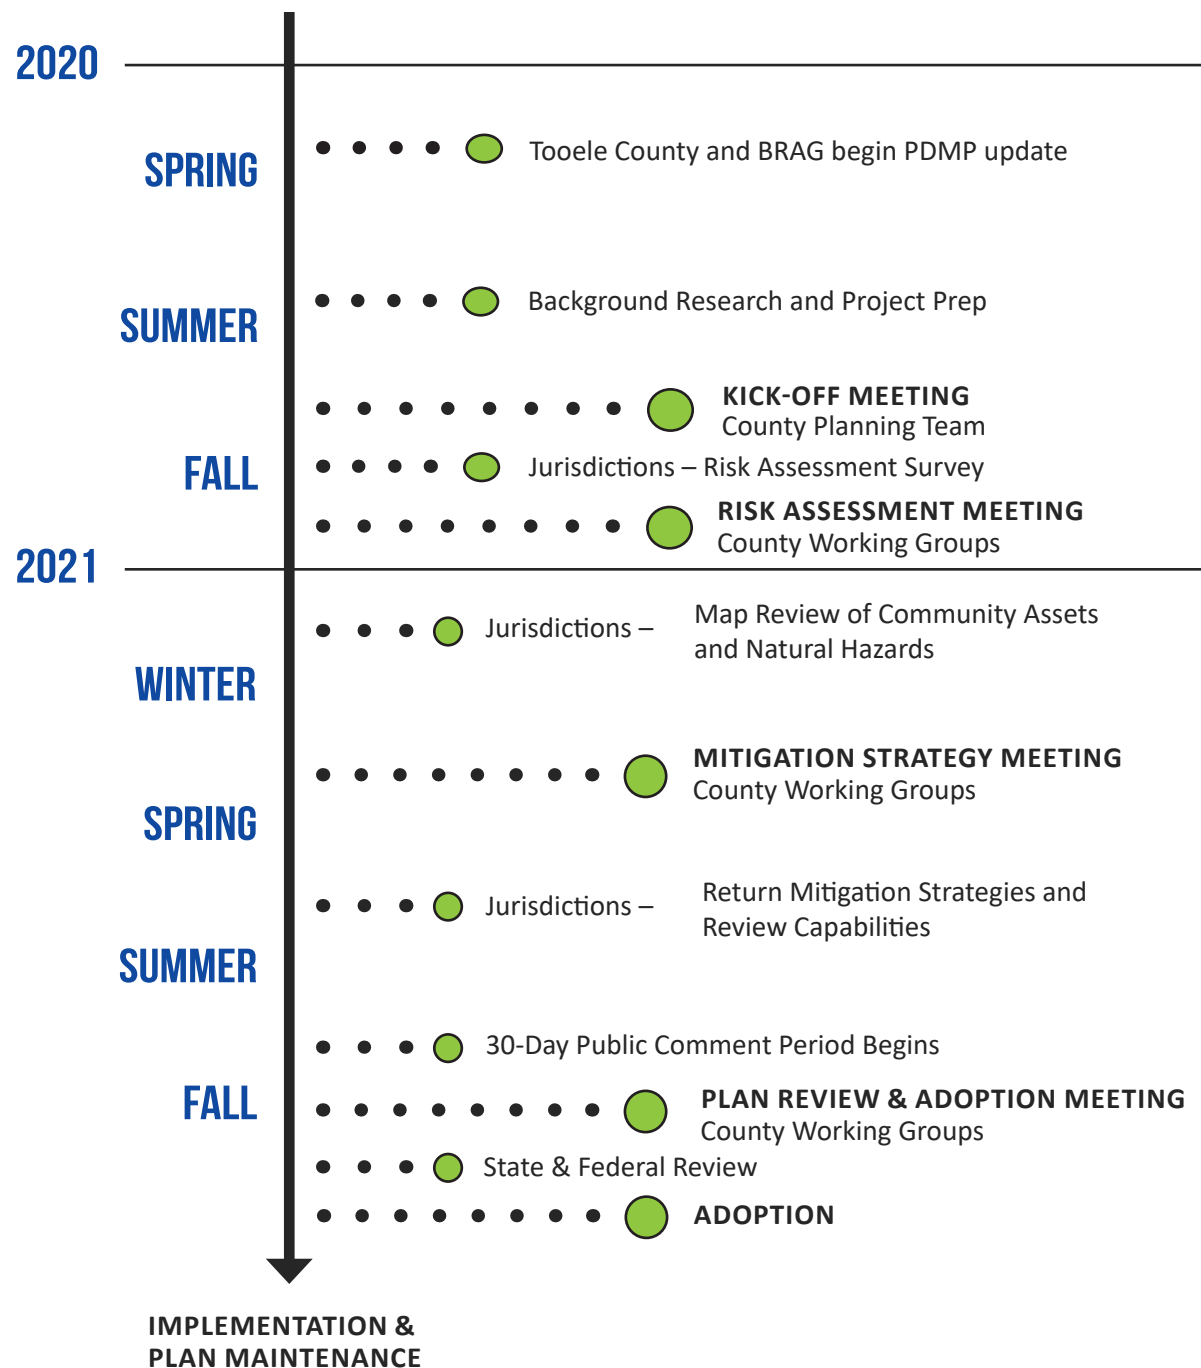 2020
SPRING
Tooele County and BRAG begin PDMP update
SUMMER
Background Research and Project Prep
KICK-OFF MEETING
County Planning Team
FALL
Jurisdictions – Risk Assessment Survey
RISK ASSESSMENT MEETING
County Working Groups
2021
Jurisdictions –
Map Review of Community Assets
and Natural Hazards
WINTER
MITIGATION STRATEGY MEETING
County Working Groups
SPRING
Jurisdictions –
Return Mitigation Strategies and
Review Capabilities
SUMMER
30-Day Public Comment Period Begins
FALL
PLAN REVIEW & ADOPTION MEETING
County Working Groups
State & Federal Review
ADOPTION
IMPLEMENTATION &
PLAN MAINTENANCE